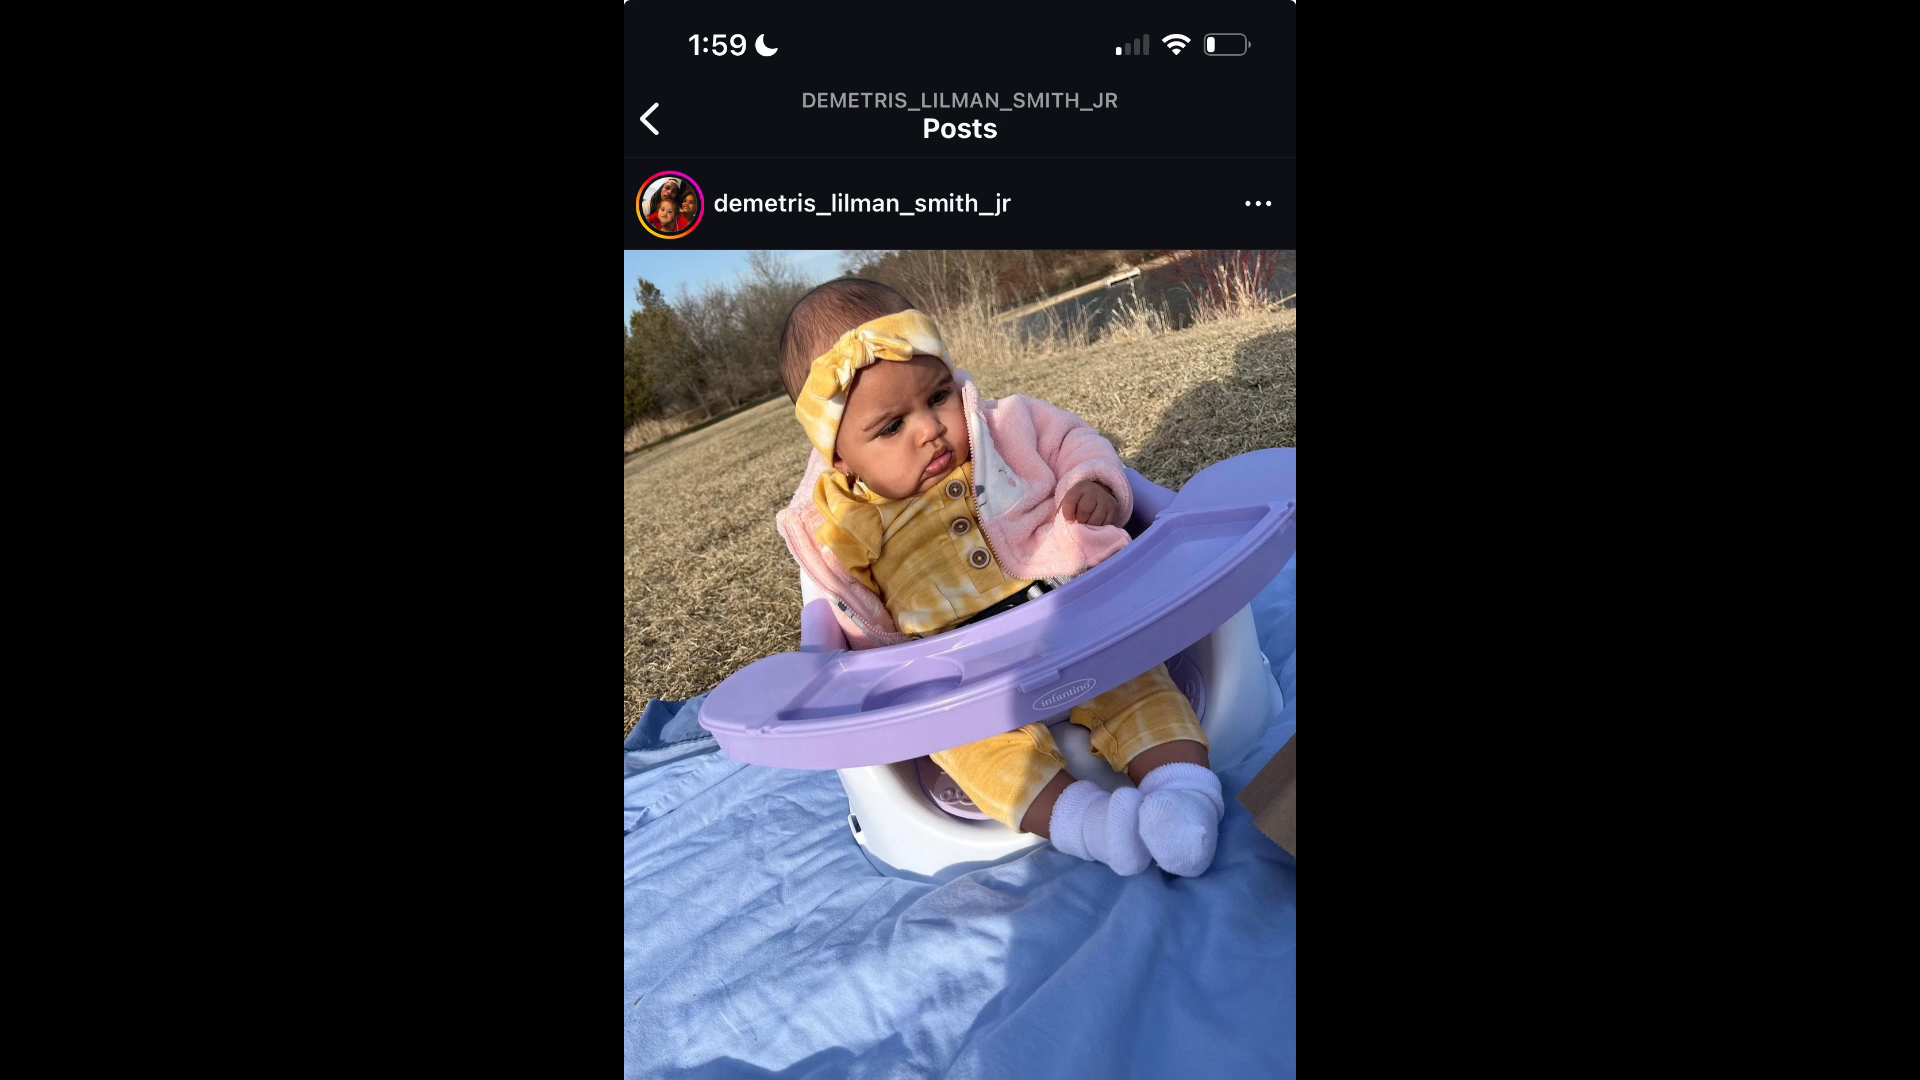 1:59
DEMETRIS_LILMAN_SMITH_JR
Posts
demetris_lilman_smith_jr
infantino